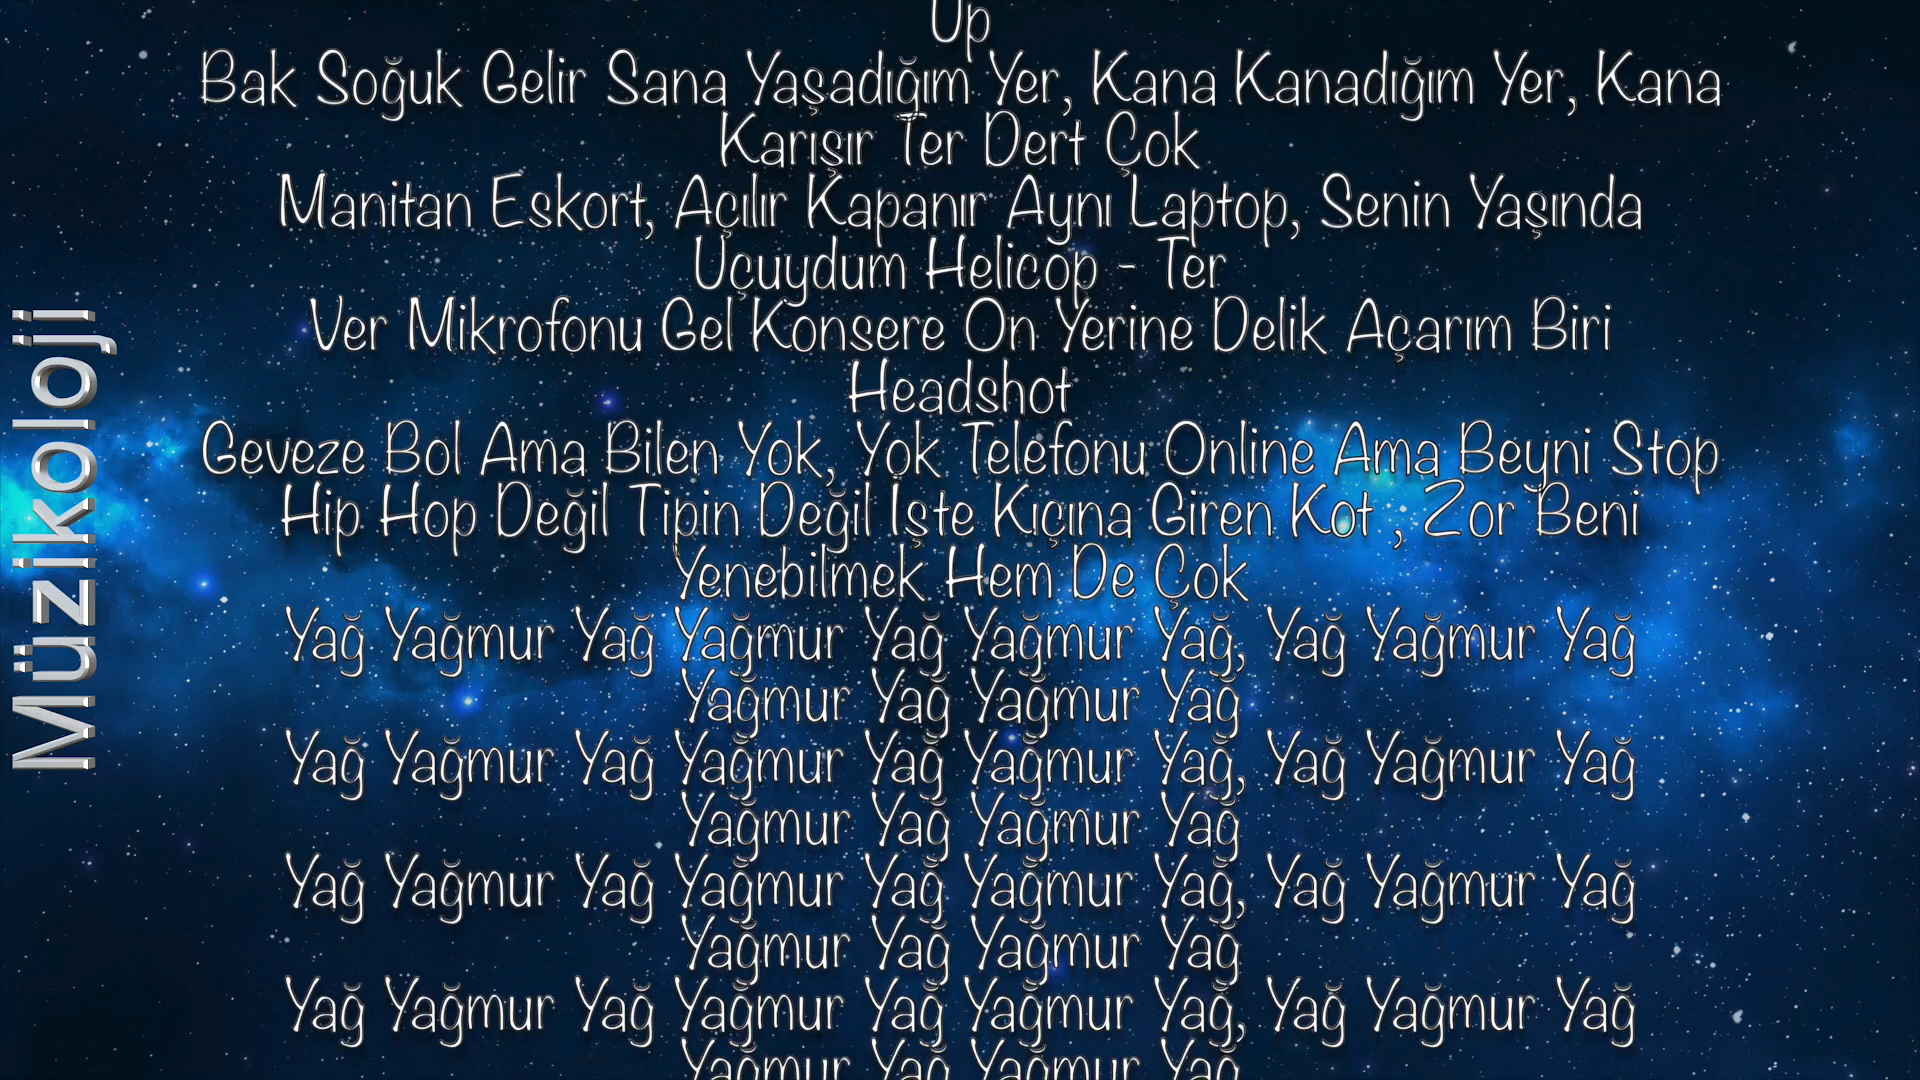 Up
Bak Soğuk Gelir Sana Yaşadığım Yer, Kana Kanadığım Yer, Kana
Karışır Ter Dert Çok
Manitan Eskort, Açılır Kapanır Aynı Laptop, Senin Yaşında
Uçuydum Helicop - Ter
Ver Mikrofonu Gel Konsere On Yerine Delik Açarım Biri
Headshot
Geveze Bol Ama Bilen Yok, Yok Telefonu Online Ama Beyni Stop
Hip Hop Değil Tipin Değil İşte Kıçına Giren Kot , Zor Beni
Yenebilmek Hem De Çok
Yağ Yağmur Yağ Yağmur Yağ Yağmur Yağ, Yağ Yağmur Yağ
Yağmur Yağ Yağmur Yağ
Yağ Yağmur Yağ Yağmur Yağ Yağmur Yağ, Yağ Yağmur Yağ
Yağmur Yağ Yağmur Yağ
Yağ Yağmur Yağ Yağmur Yağ Yağmur Yağ, Yağ Yağmur Yağ
Yağmur Yağ Yağmur Yağ
Yağ Yağmur Yağ Yağmur Yağ Yağmur Yağ, Yağ Yağmur Yağ
Yağmur Yağ Yağmur Yağ
Müzikoloji